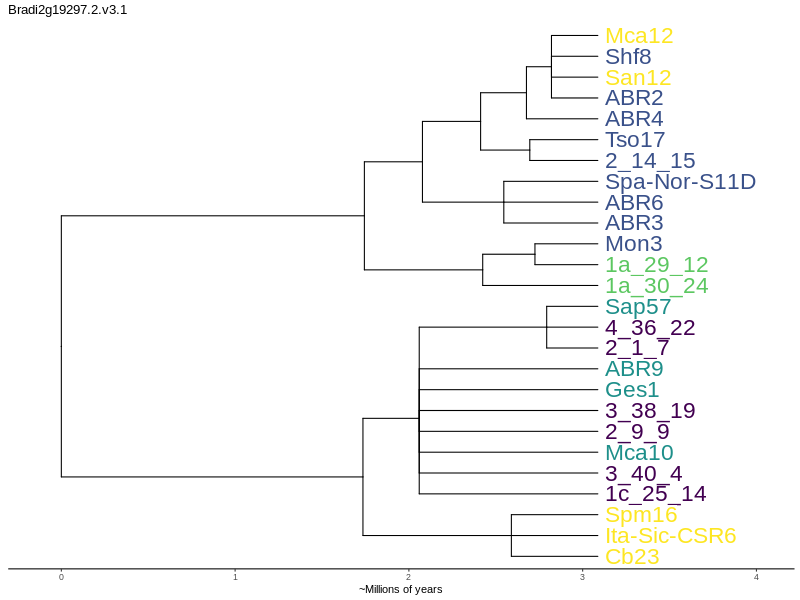 Bradi2g19297.2.v3.1
Mca12
Shf8
San12
ABR2
ABR4
Tso17
2_14_15
Spa-Nor-S11D
ABR6
ABR3
Mon3
1a_29_12
1a_30_24
Sap57
4_36_22
2_1_7
ABR9
Ges1
3_38_19
2_9_9
Mca10
3_40_4
1c_25_14
Spm16
Ita-Sic-CSR6
Cb23
0 1 2 3 4
~Millions of years